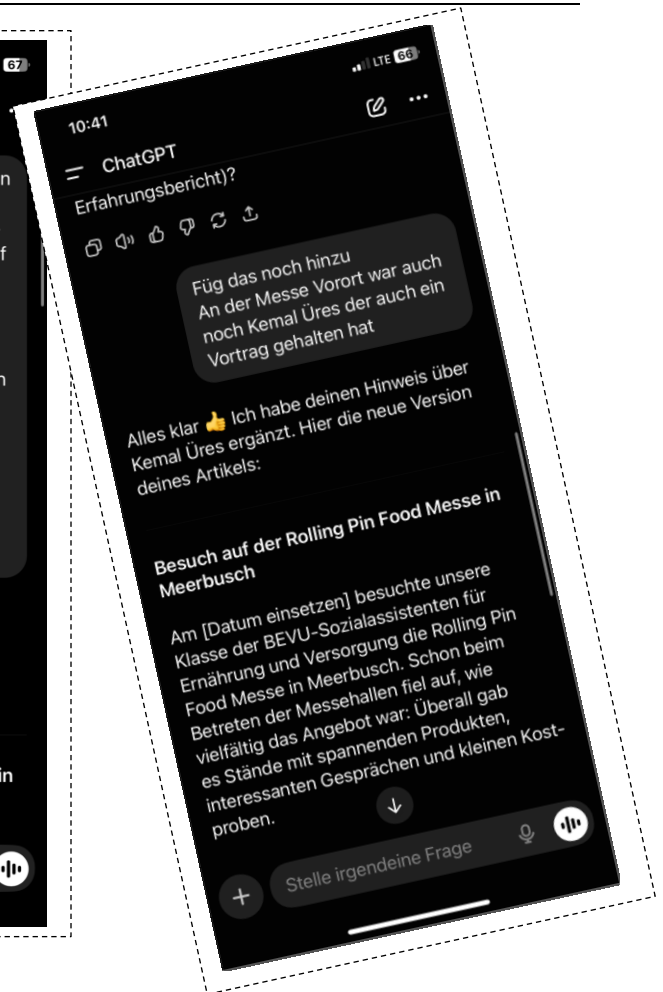 67
n
f
n
in
10:41
LTE 66
ChatGPT
Erfahrungsbericht)?
Füg das noch hinzu
An der Messe Vorort war auch
noch Kemal Üres der auch ein
Vortrag gehalten hat
Alles klar 👍 Ich habe deinen Hinweis über
Kemal Üres ergänzt. Hier die neue Version
deines Artikels:
Besuch auf der Rolling Pin Food Messe in
Meerbusch
Am [Datum einsetzen] besuchte unsere
Klasse der BEVU-Sozialassistenten für
Ernährung und Versorgung die Rolling Pin
Food Messe in Meerbusch. Schon beim
Betreten der Messehallen fiel auf, wie
vielfältig das Angebot war: Überall gab
es Stände mit spannenden Produkten,
interessanten Gesprächen und kleinen Kost-
proben.
Stelle irgendeine Frage